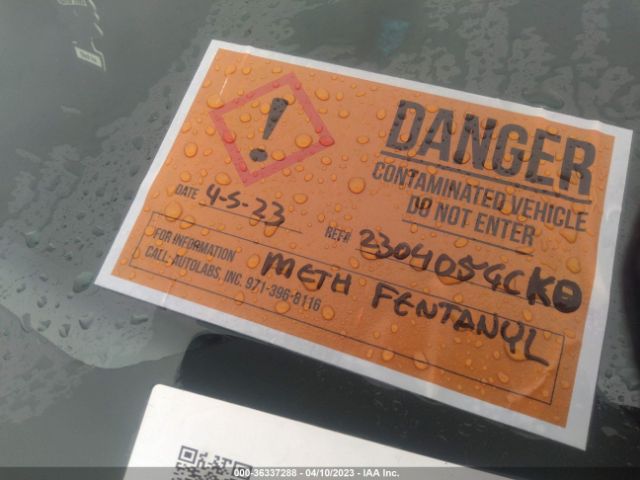 !
DANGER
CONTAMINATED VEHICLE
DO NOT ENTER
DATE 4-5-23
REF# 230405GCK0
FOR INFORMATION
CALL: AUTOLABS, INC. 971-396-8116
METH FENTANYL
000-36337288 - 04/10/2023 - IAA Inc.